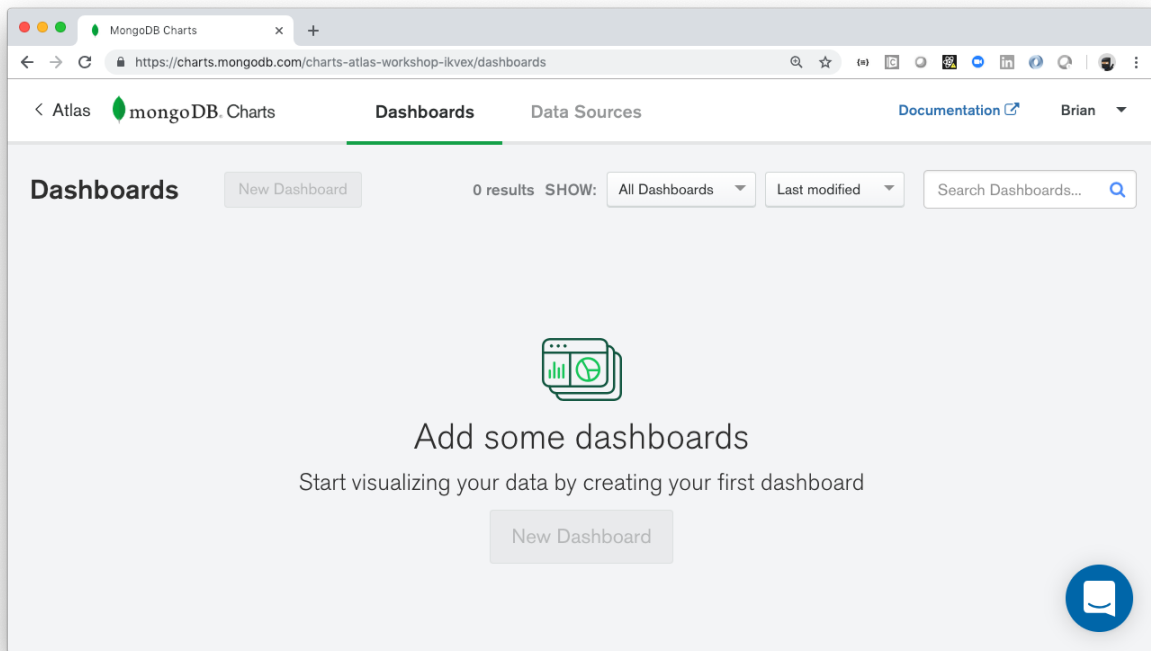 MongoDB Charts
https://charts.mongodb.com/charts-atlas-workshop-ikvex/dashboards
Atlas mongoDB. Charts Dashboards Data Sources Documentation Brian
Dashboards New Dashboard 0 results SHOW: All Dashboards Last modified Search Dashboards...
Add some dashboards
Start visualizing your data by creating your first dashboard
New Dashboard